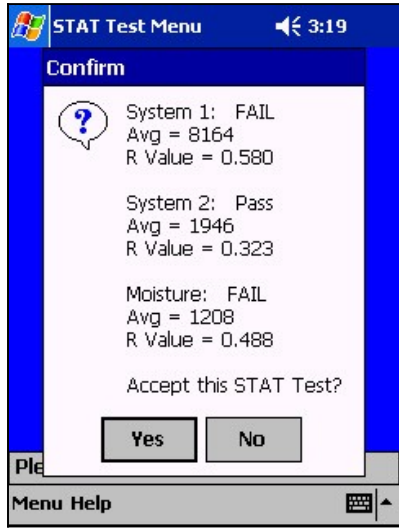 STAT Test Menu 3:19
Confirm
?
System 1: FAIL
Avg = 8164
R Value = 0.580
System 2: Pass
Avg = 1946
R Value = 0.323
Moisture: FAIL
Avg = 1208
R Value = 0.488
Accept this STAT Test?
Yes No
Ple
Menu Help